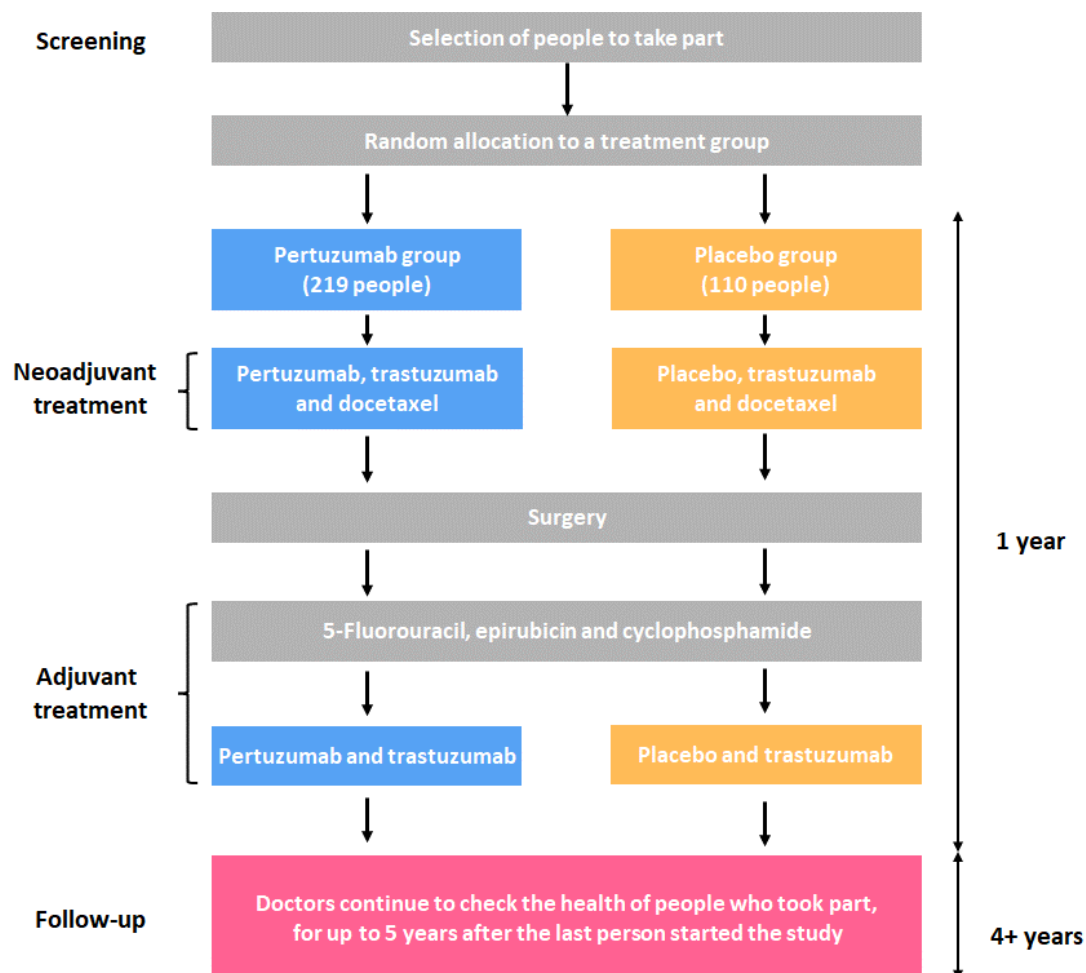 Screening
Selection of people to take part
Random allocation to a treatment group
Pertuzumab group
(219 people)
Placebo group
(110 people)
Neoadjuvant
treatment
Pertuzumab, trastuzumab
and docetaxel
Placebo, trastuzumab
and docetaxel
Surgery
1 year
5-Fluorouracil, epirubicin and cyclophosphamide
Adjuvant
treatment
Pertuzumab and trastuzumab
Placebo and trastuzumab
Follow-up
Doctors continue to check the health of people who took part,
for up to 5 years after the last person started the study
4+ years